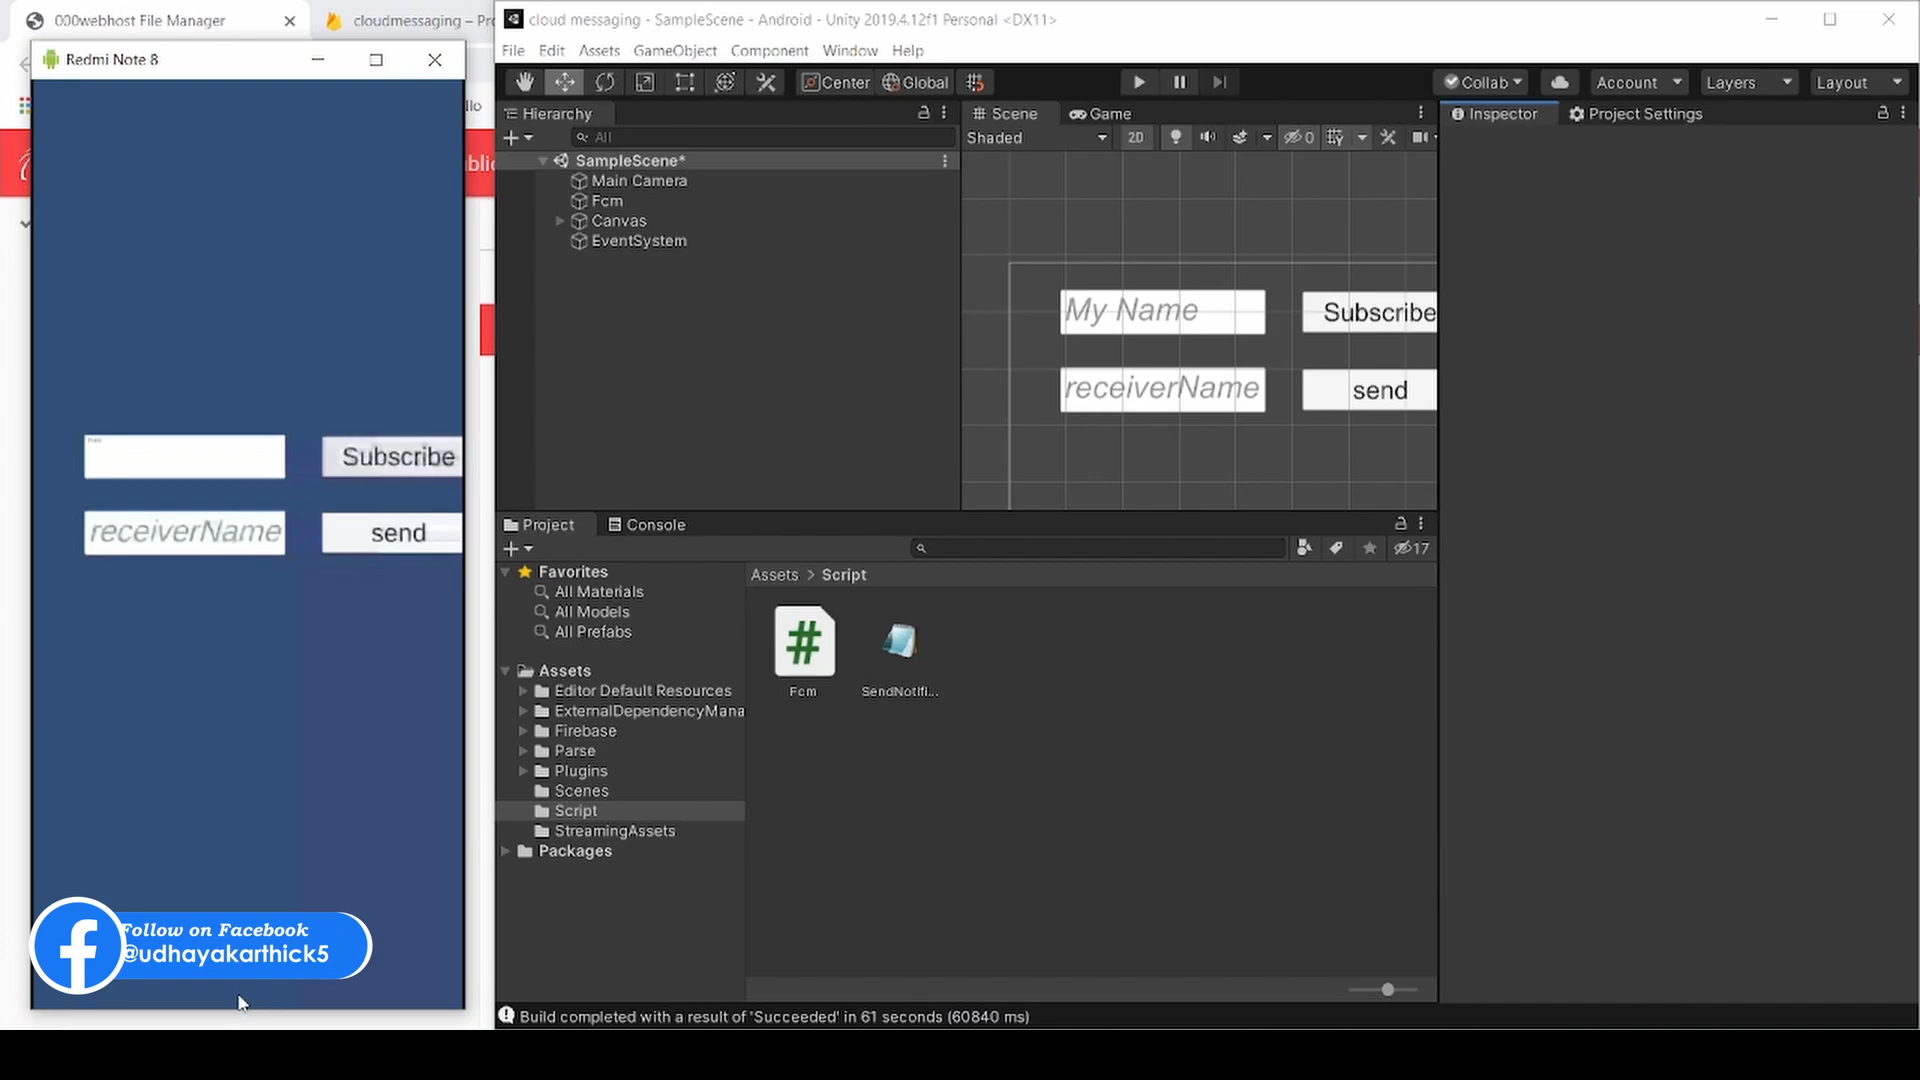 000webhost File Manager
cloudmessaging – Pro
Redmi Note 8
llo
ublic
Subscribe
receiverName
send
Follow on Facebook
@udhayakarthick5
cloud messaging - SampleScene - Android - Unity 2019.4.12f1 Personal <DX11>
File Edit Assets GameObject Component Window Help
Center Global Collab Account Layers Layout
Hierarchy
All
SampleScene*
Main Camera
Fcm
Canvas
EventSystem
Scene Game
Shaded 2D 0
My Name
Subscribe
receiverName
send
Inspector Project Settings
Project Console
17
Favorites
All Materials
All Models
All Prefabs
Assets
Editor Default Resources
ExternalDependencyMana
Firebase
Parse
Plugins
Scenes
Script
StreamingAssets
Packages
Assets > Script
#
Fcm
SendNotifi...
Build completed with a result of 'Succeeded' in 61 seconds (60840 ms)